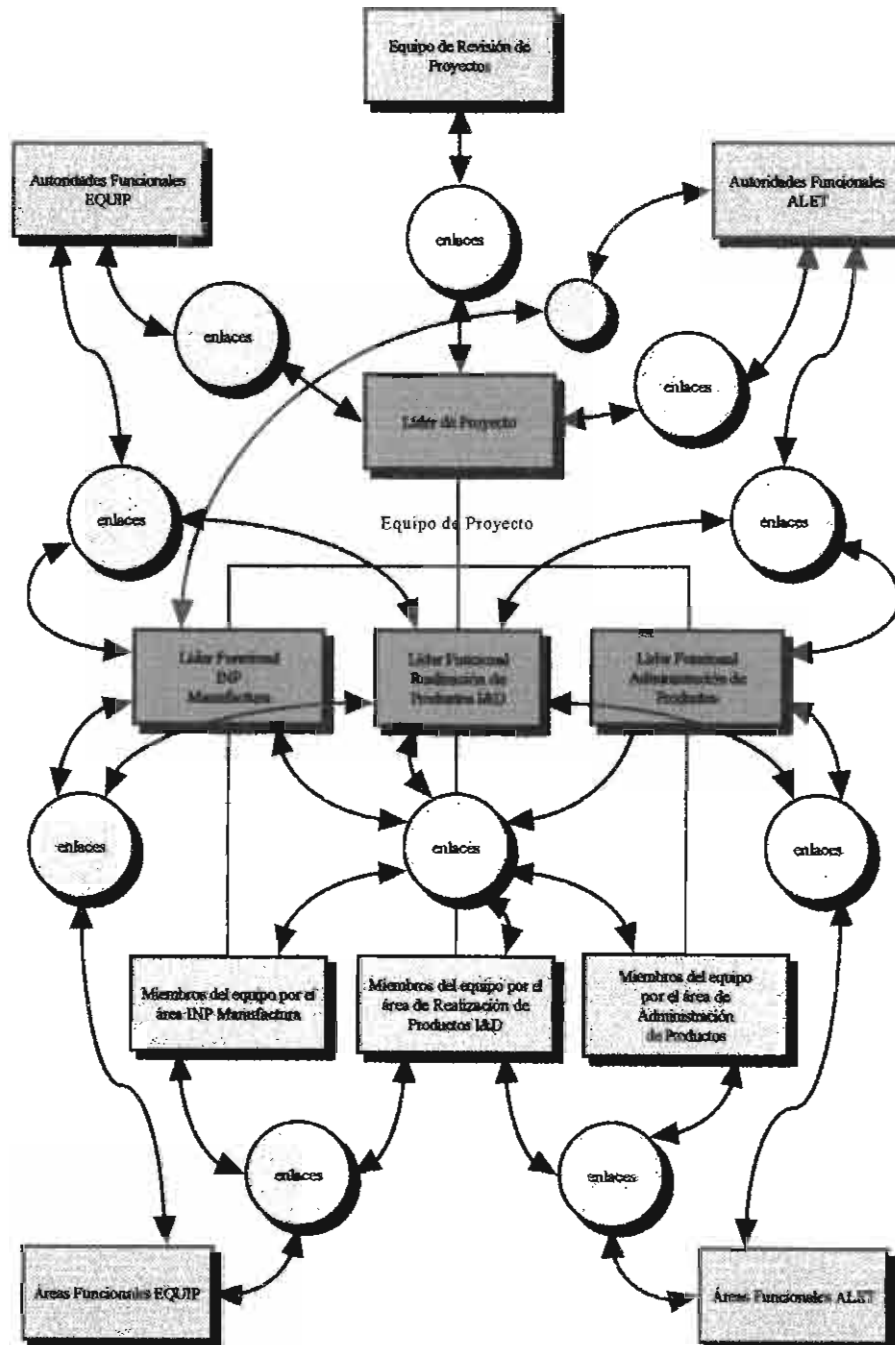 Equipo de Revisión de
Proyectos
Autoridades Funcionales
EQUIP
Autoridades Funcionales
ALET
enlaces
enlaces
enlaces
Líder de Proyecto
enlaces
enlaces
Equipo de Proyecto
Líder Funcional
INP
Manufactura
Líder Funcional
Realización de
Productos I&D
Líder Funcional
Administración de
Productos
enlaces
enlaces
enlaces
Miembros del equipo por el
área INP Manufactura
Miembros del equipo por el
área de Realización de
Productos I&D
Miembros del equipo
por el área de
Administración
de Productos
enlaces
enlaces
Áreas Funcionales EQUIP
Áreas Funcionales ALET